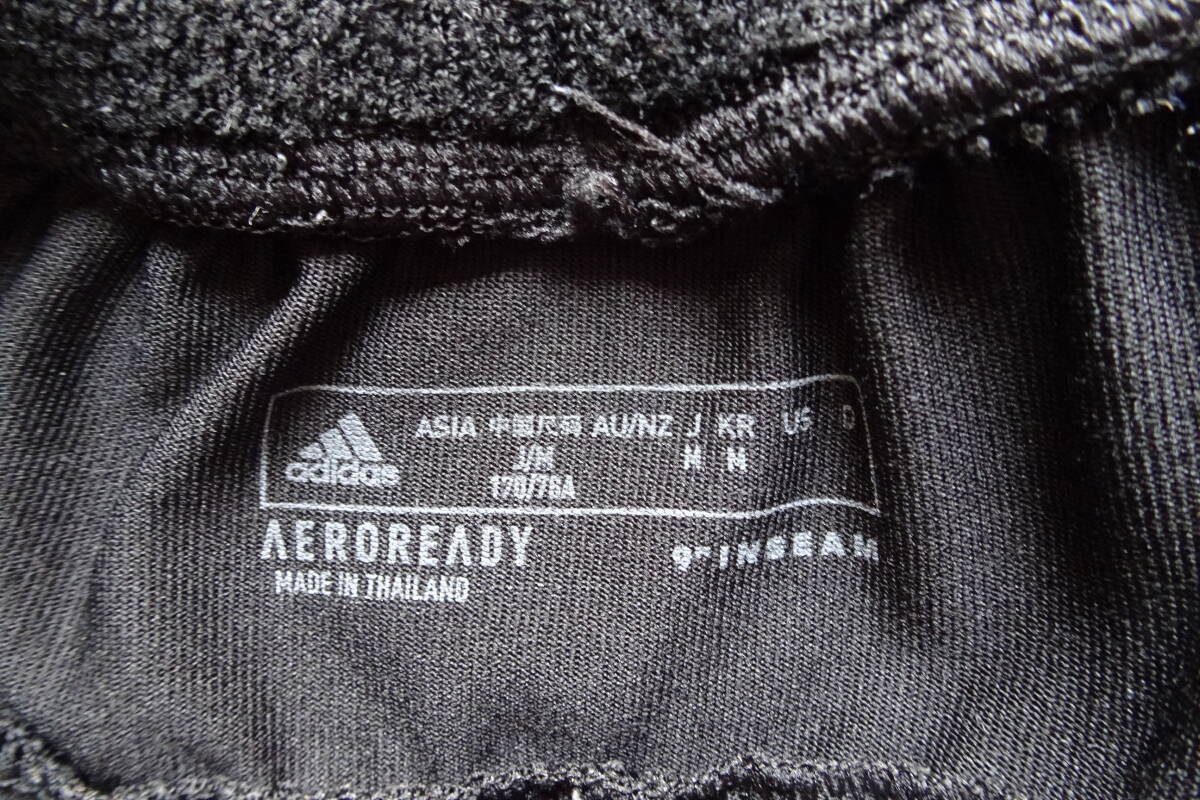 adidas
ASIA 中国尺码 AU/NZ J KR US D
J/M M M
170/76A
AEROREADY
9" INSEAM
MADE IN THAILAND